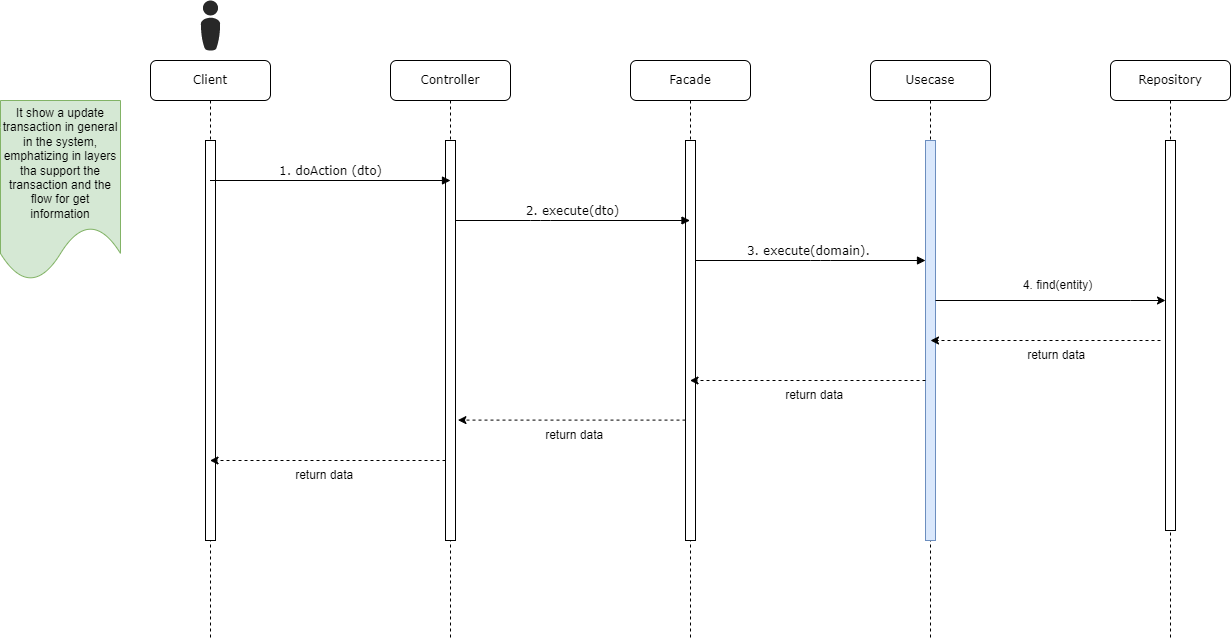 Client
Controller
Facade
Usecase
Repository
It show a update
transaction in general
in the system,
emphatizing in layers
tha support the
transaction and the
flow for get
information
1. doAction (dto)
2. execute(dto)
3. execute(domain).
4. find(entity)
return data
return data
return data
return data